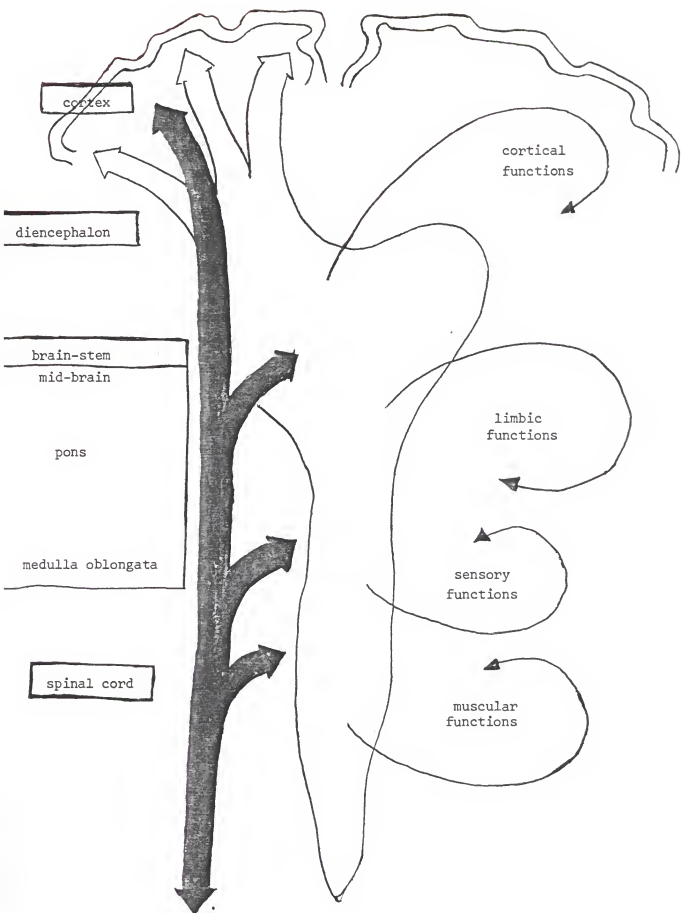 cortex
cortical
functions
diencephalon
brain-stem
mid-brain
limbic
functions
pons
medulla oblongata
sensory
functions
spinal cord
muscular
functions